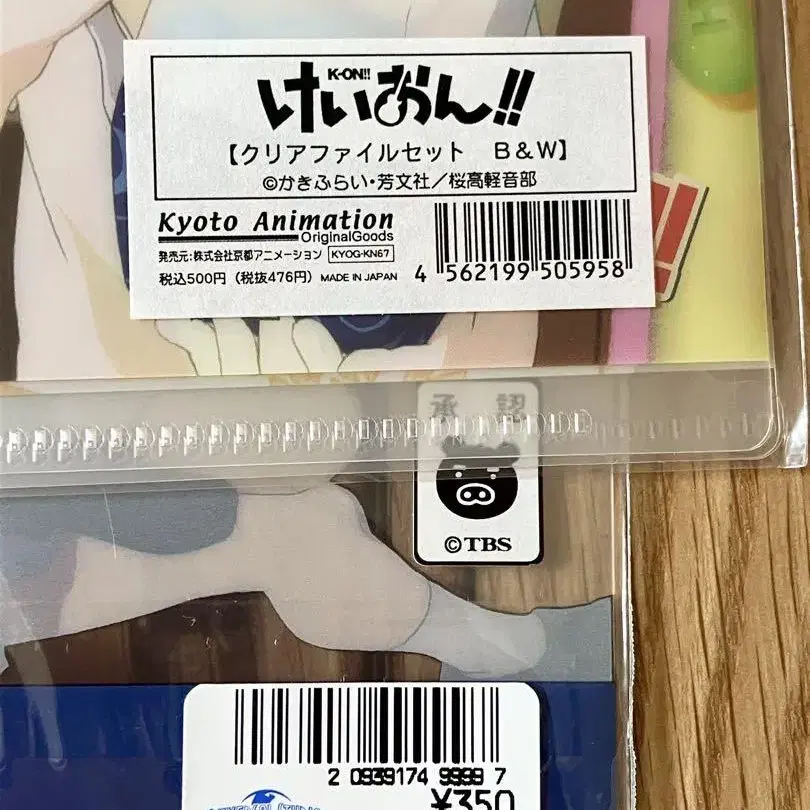 K-ON!!
けいおん!!
【クリアファイルセット　B＆W】
©かきふらい・芳文社／桜高軽音部
Kyoto Animation
OriginalGoods
発売元:株式会社京都アニメーション KYOG-KN67
税込500円（税抜476円）MADE IN JAPAN
4 562199 505958
承 認
©TBS
2 0939174 9999 7
¥350